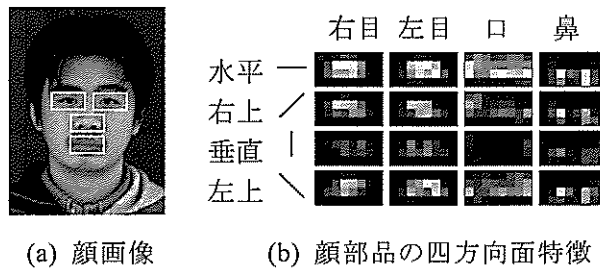 右目 左目 口 鼻
水平 ―
右上 ／
垂直 ｜
左上 ＼
(a) 顔画像 (b) 顔部品の四方向面特徴